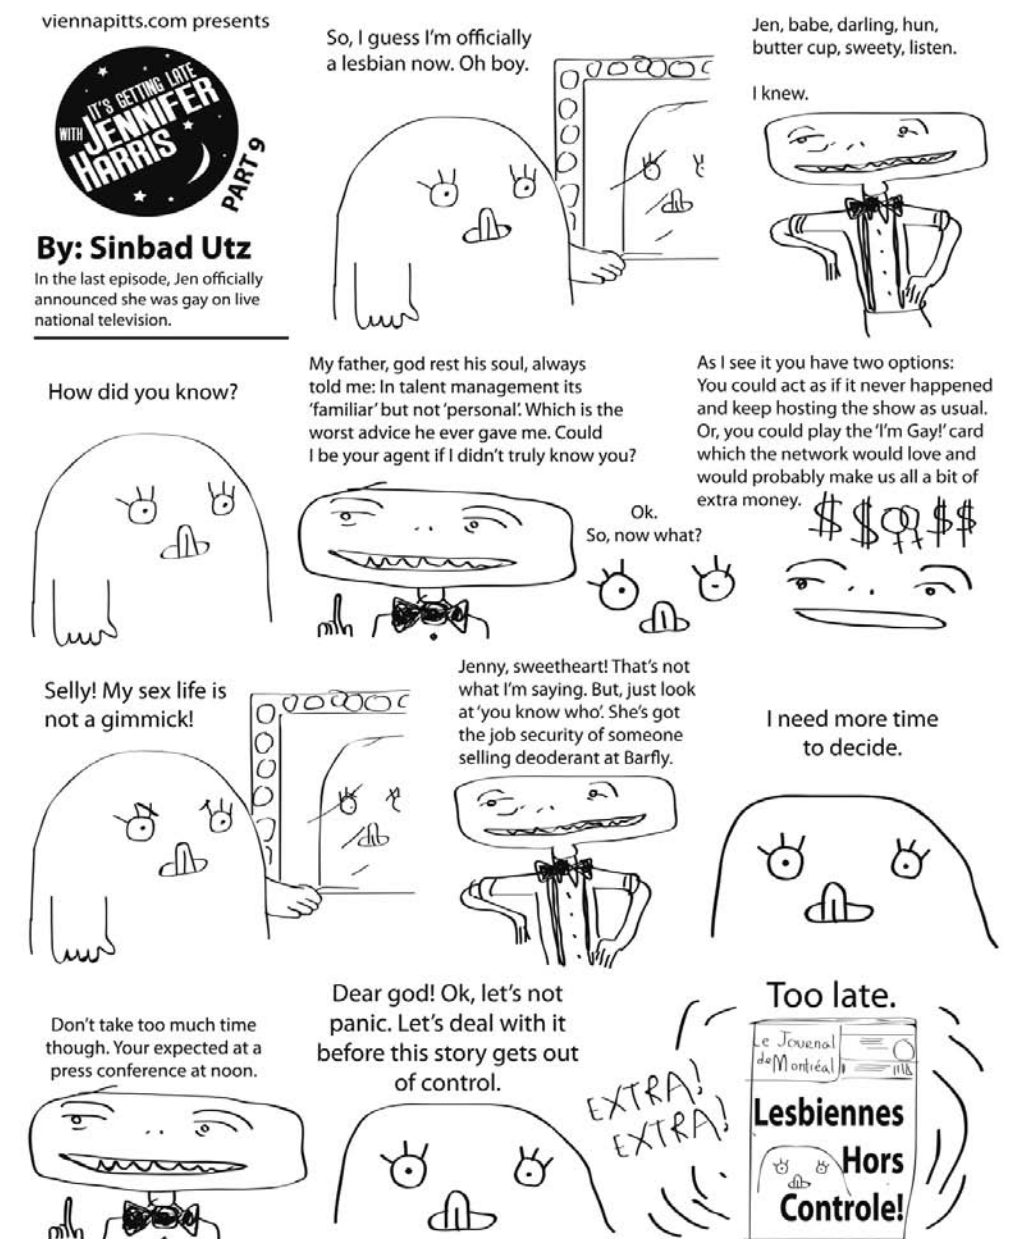 viennapitts.com presents
IT'S GETTING LATE
WITH JENNIFER
HARRIS
PART 9
By: Sinbad Utz
In the last episode, Jen officially
announced she was gay on live
national television.
So, I guess I'm officially
a lesbian now. Oh boy.
Jen, babe, darling, hun,
butter cup, sweety, listen.
I knew.
How did you know?
My father, god rest his soul, always
told me: In talent management its
'familiar' but not 'personal'. Which is the
worst advice he ever gave me. Could
I be your agent if I didn't truly know you?
Ok.
So, now what?
As I see it you have two options:
You could act as if it never happened
and keep hosting the show as usual.
Or, you could play the 'I'm Gay!' card
which the network would love and
would probably make us all a bit of
extra money.
$ $ ⚢ $ $
Selly! My sex life is
not a gimmick!
Jenny, sweetheart! That's not
what I'm saying. But, just look
at 'you know who'. She's got
the job security of someone
selling deoderant at Barfly.
I need more time
to decide.
Don't take too much time
though. Your expected at a
press conference at noon.
Dear god! Ok, let's not
panic. Let's deal with it
before this story gets out
of control.
EXTRA!
EXTRA!
Too late.
Le Journal
de Montréal
Lesbiennes
Hors
Controle!